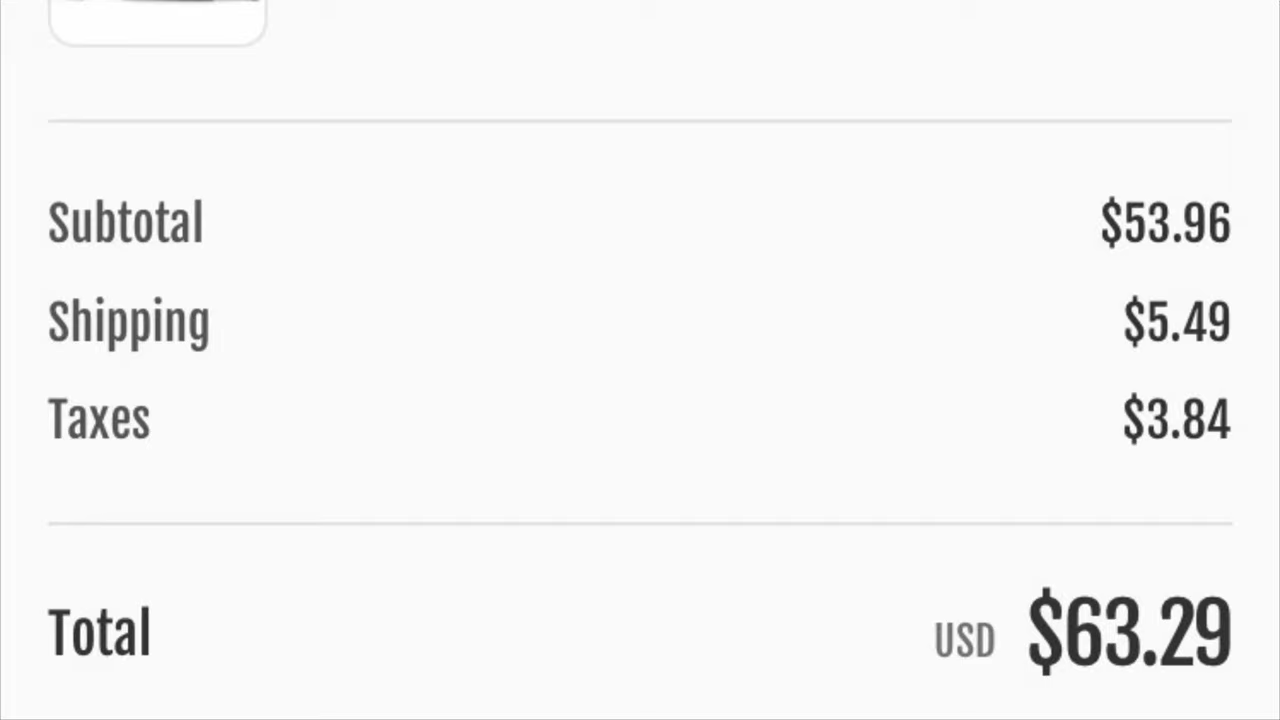 Subtotal $53.96
Shipping $5.49
Taxes $3.84
Total USD $63.29